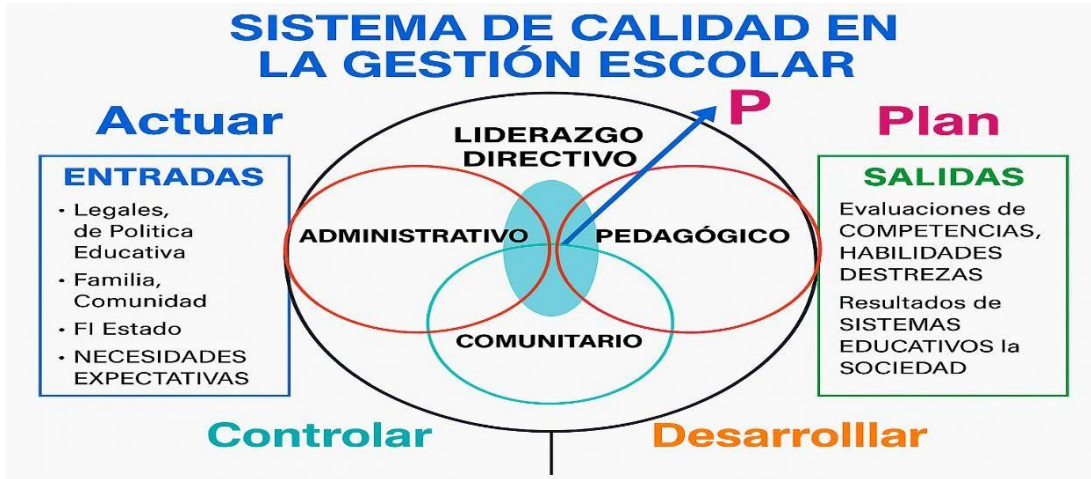 SISTEMA DE CALIDAD EN
LA GESTIÓN ESCOLAR
Actuar
P
Plan
LIDERAZGO
DIRECTIVO
ENTRADAS
• Legales,
de Politica
Educativa
• Familia,
Comunidad
• FI Estado
• NECESIDADES
EXPECTATIVAS
ADMINISTRATIVO
PEDAGÓGICO
COMUNITARIO
SALIDAS
Evaluaciones de
COMPETENCIAS,
HABILIDADES
DESTREZAS
Resultados de
SISTEMAS
EDUCATIVOS la
SOCIEDAD
Controlar
Desarrolllar